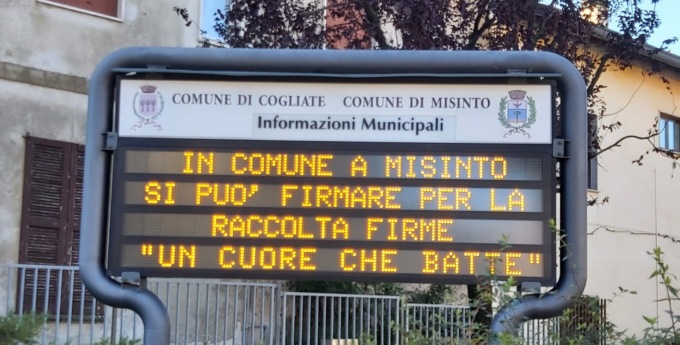 COMUNE DI COGLIATE COMUNE DI MISINTO
Informazioni Municipali
IN COMUNE A MISINTO
SI PUO' FIRMARE PER LA
RACCOLTA FIRME
"UN CUORE CHE BATTE"